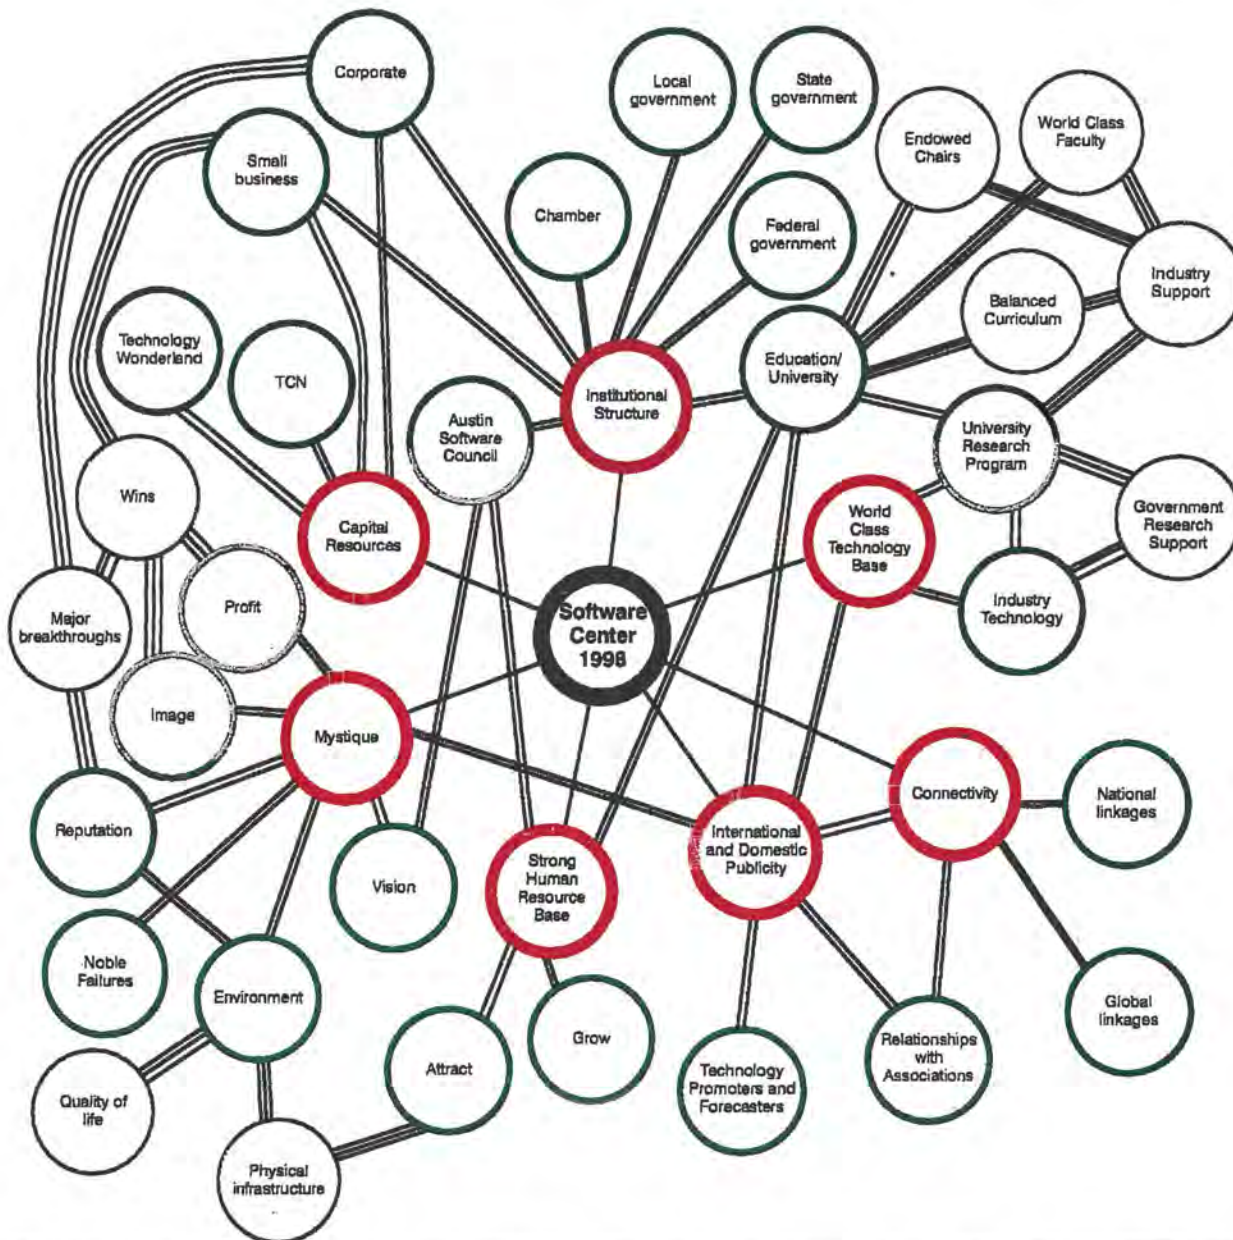 Corporate
Local
government
State
government
Endowed
Chairs
World Class
Faculty
Small
business
Chamber
Federal
government
Industry
Support
Balanced
Curriculum
Technology
Wonderland
TCN
Education/
University
Institutional
Structure
Austin
Software
Council
University
Research
Program
Wins
Capital
Resources
World
Class
Technology
Base
Government
Research
Support
Profit
Industry
Technology
Major
breakthroughs
Software
Center
1998
Image
Mystique
Connectivity
National
linkages
Reputation
Vision
Strong
Human
Resource
Base
International
and Domestic
Publicity
Noble
Failures
Environment
Global
linkages
Attract
Grow
Technology
Promoters and
Forecasters
Relationships
with
Associations
Quality of
life
Physical
infrastructure